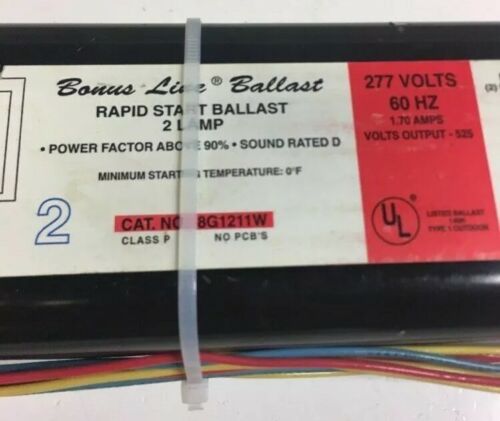 Bonus Line® Ballast
RAPID START BALLAST
2 LAMP
• POWER FACTOR ABOVE 90% • SOUND RATED D
MINIMUM STARTING TEMPERATURE: 0°F
2
CAT. NO. 8G1211W
CLASS P NO PCB'S
277 VOLTS
60 HZ
1.70 AMPS
VOLTS OUTPUT - 525
UL
LISTED BALLAST
TYPE 1 OUTDOOR
(2)